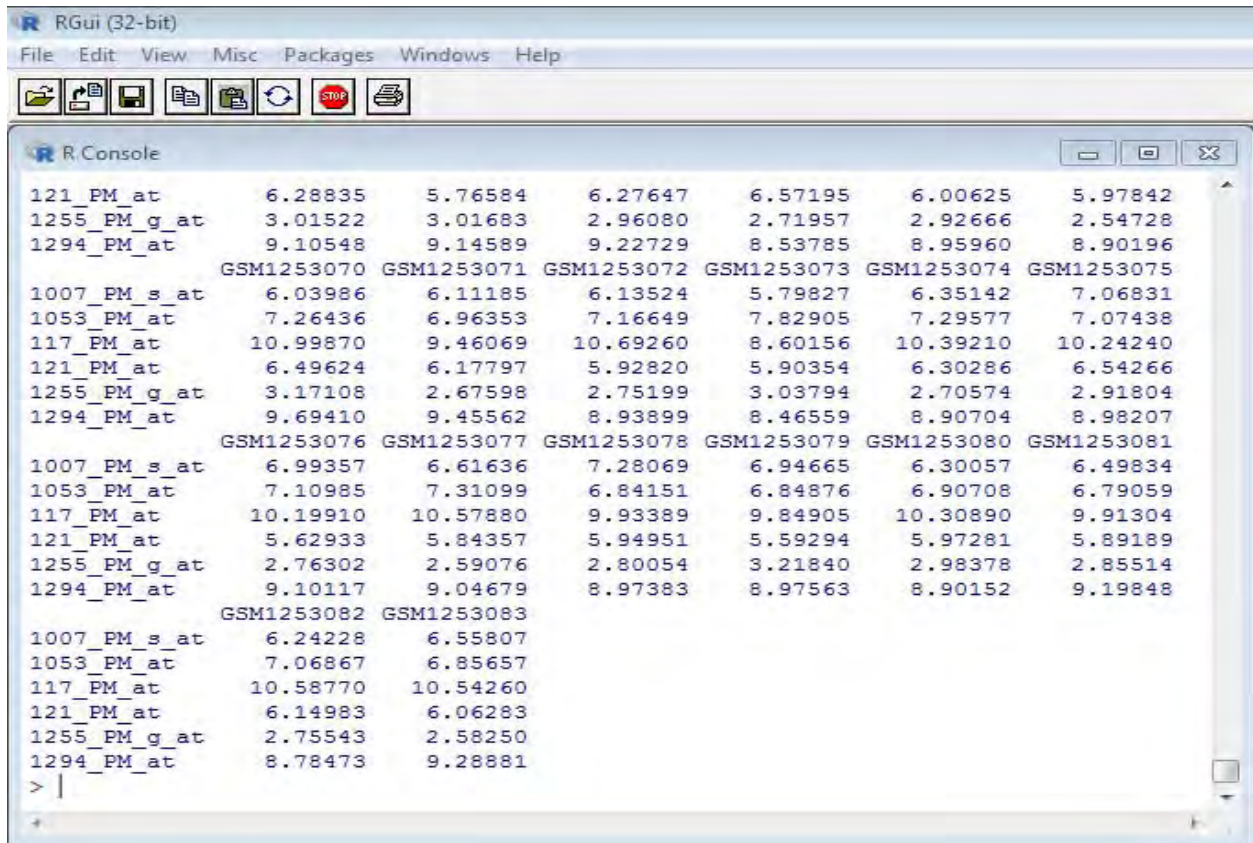 RGui (32-bit)
File Edit View Misc Packages Windows Help
STOP
R Console
121_PM_at 6.28835 5.76584 6.27647 6.57195 6.00625 5.97842
1255_PM_g_at 3.01522 3.01683 2.96080 2.71957 2.92666 2.54728
1294_PM_at 9.10548 9.14589 9.22729 8.53785 8.95960 8.90196
GSM1253070 GSM1253071 GSM1253072 GSM1253073 GSM1253074 GSM1253075
1007_PM_s_at 6.03986 6.11185 6.13524 5.79827 6.35142 7.06831
1053_PM_at 7.26436 6.96353 7.16649 7.82905 7.29577 7.07438
117_PM_at 10.99870 9.46069 10.69260 8.60156 10.39210 10.24240
121_PM_at 6.49624 6.17797 5.92820 5.90354 6.30286 6.54266
1255_PM_g_at 3.17108 2.67598 2.75199 3.03794 2.70574 2.91804
1294_PM_at 9.69410 9.45562 8.93899 8.46559 8.90704 8.98207
GSM1253076 GSM1253077 GSM1253078 GSM1253079 GSM1253080 GSM1253081
1007_PM_s_at 6.99357 6.61636 7.28069 6.94665 6.30057 6.49834
1053_PM_at 7.10985 7.31099 6.84151 6.84876 6.90708 6.79059
117_PM_at 10.19910 10.57880 9.93389 9.84905 10.30890 9.91304
121_PM_at 5.62933 5.84357 5.94951 5.59294 5.97281 5.89189
1255_PM_g_at 2.76302 2.59076 2.80054 3.21840 2.98378 2.85514
1294_PM_at 9.10117 9.04679 8.97383 8.97563 8.90152 9.19848
GSM1253082 GSM1253083
1007_PM_s_at 6.24228 6.55807
1053_PM_at 7.06867 6.85657
117_PM_at 10.58770 10.54260
121_PM_at 6.14983 6.06283
1255_PM_g_at 2.75543 2.58250
1294_PM_at 8.78473 9.28881
>